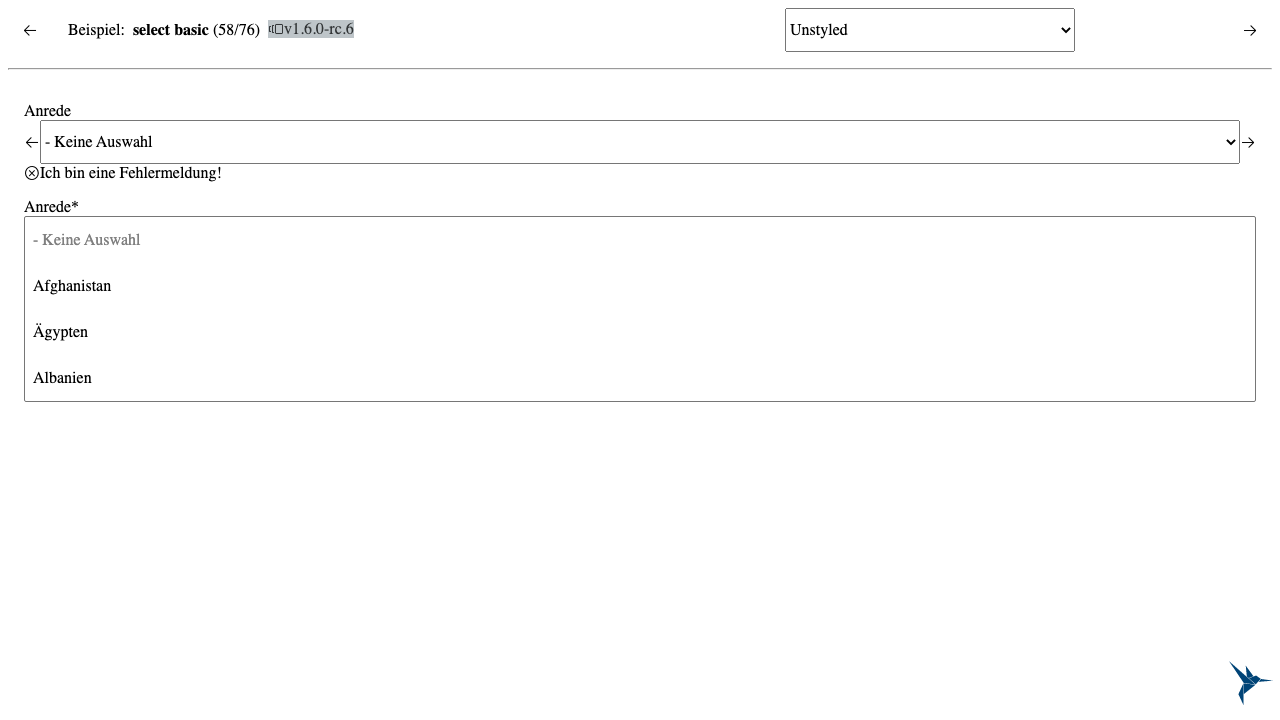 Beispiel: select basic (58/76) v1.6.0-rc.6 Unstyled
Anrede
- Keine Auswahl
Ich bin eine Fehlermeldung!
Anrede*
- Keine Auswahl
Afghanistan
Ägypten
Albanien